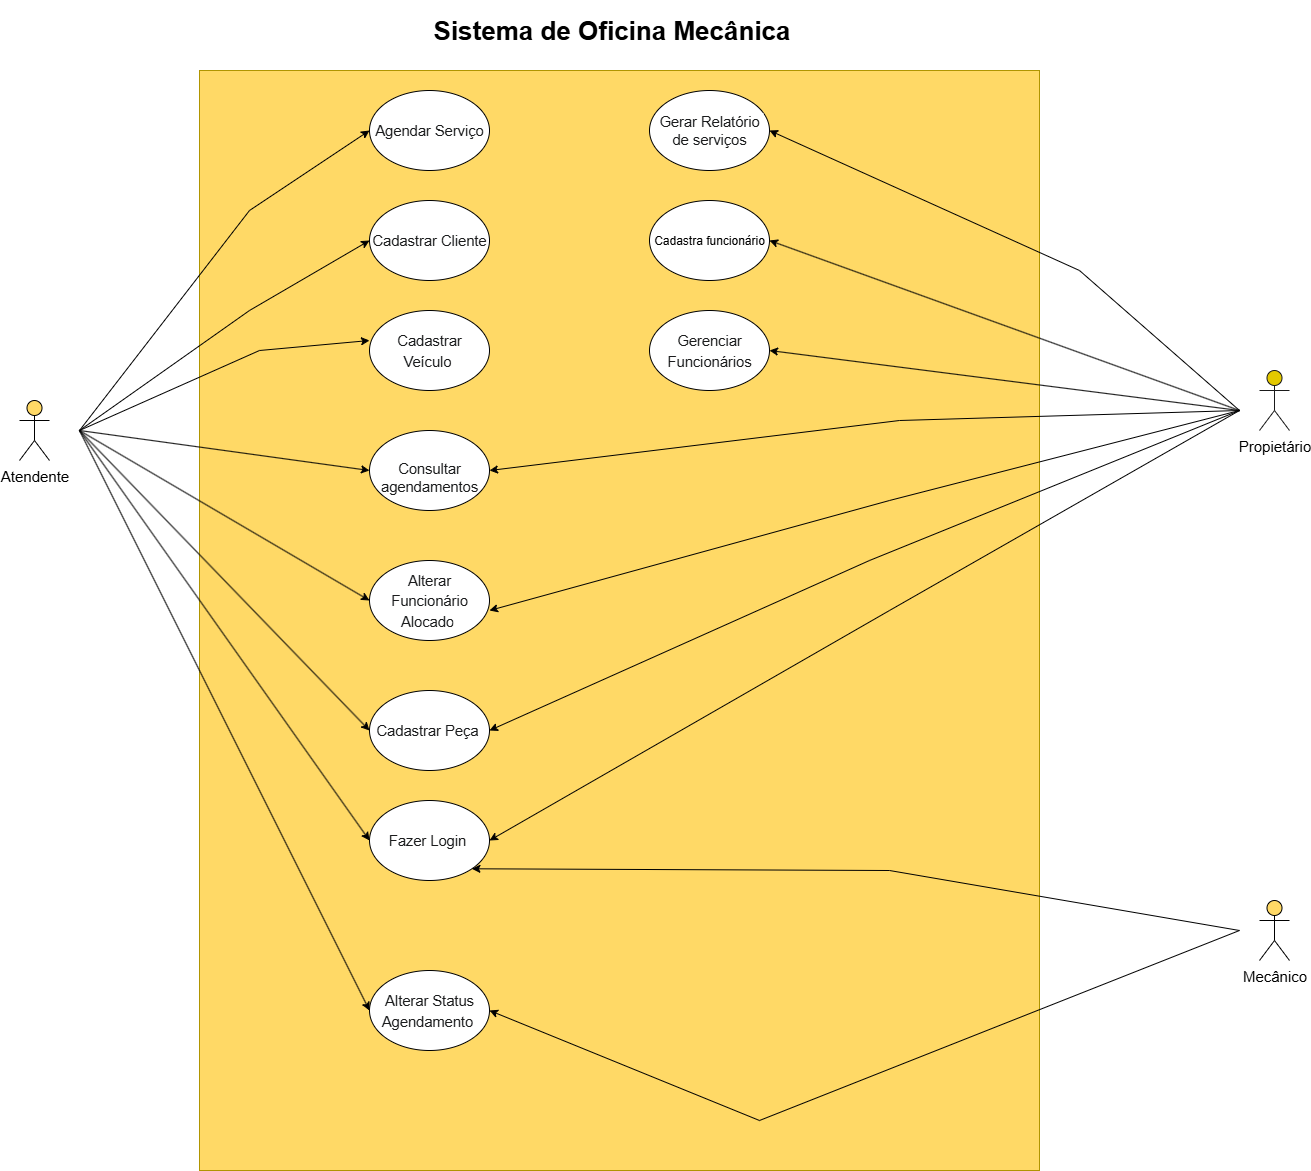 Sistema de Oficina Mecânica
Agendar Serviço
Gerar Relatório
de serviços
Cadastrar Cliente
Cadastra funcionário
Cadastrar
Veículo
Gerenciar
Funcionários
Atendente
Propietário
Consultar
agendamentos
Alterar
Funcionário
Alocado
Cadastrar Peça
Fazer Login
Mecânico
Alterar Status
Agendamento